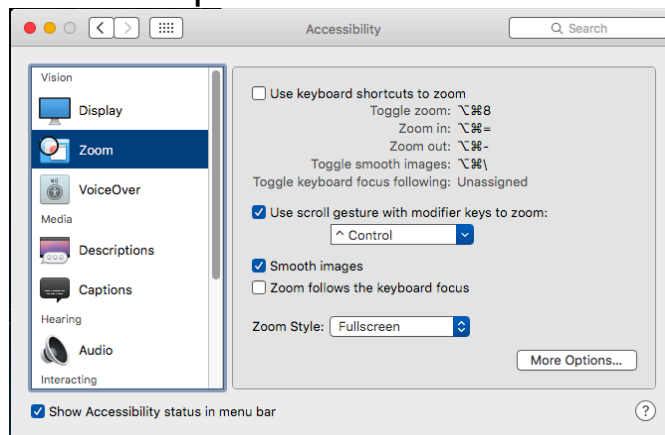 Accessibility
Search
Vision
Display
Zoom
VoiceOver
Media
Descriptions
Captions
Hearing
Audio
Interacting
Use keyboard shortcuts to zoom
Toggle zoom: ⌥⌘8
Zoom in: ⌥⌘=
Zoom out: ⌥⌘-
Toggle smooth images: ⌥⌘\
Toggle keyboard focus following: Unassigned
Use scroll gesture with modifier keys to zoom:
^ Control
Smooth images
Zoom follows the keyboard focus
Zoom Style: Fullscreen
More Options...
Show Accessibility status in menu bar
?